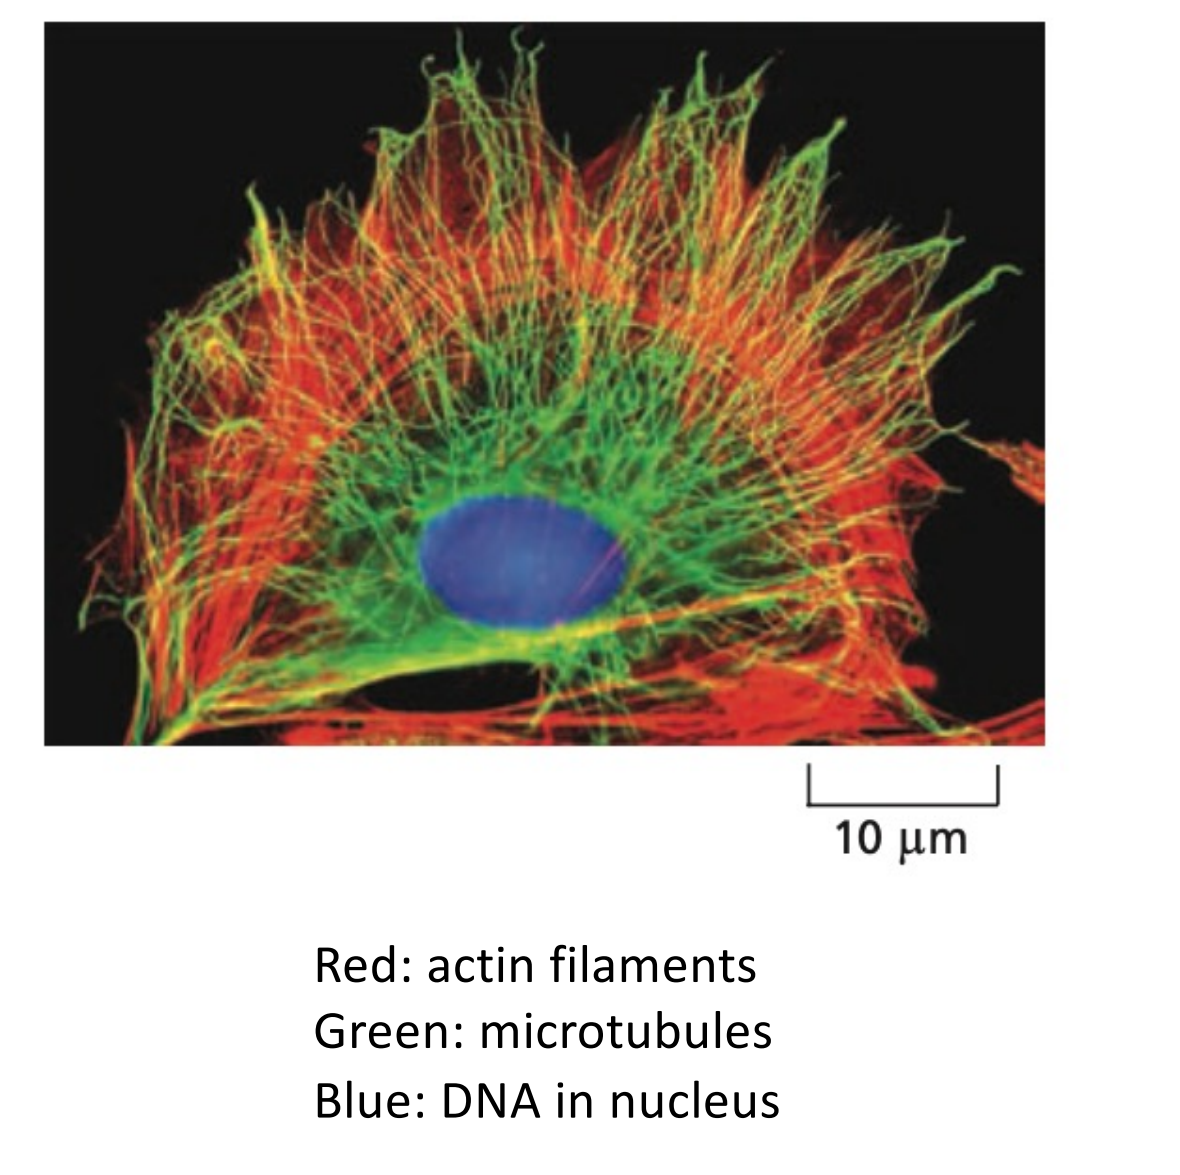 10 μm
Red: actin filaments
Green: microtubules
Blue: DNA in nucleus